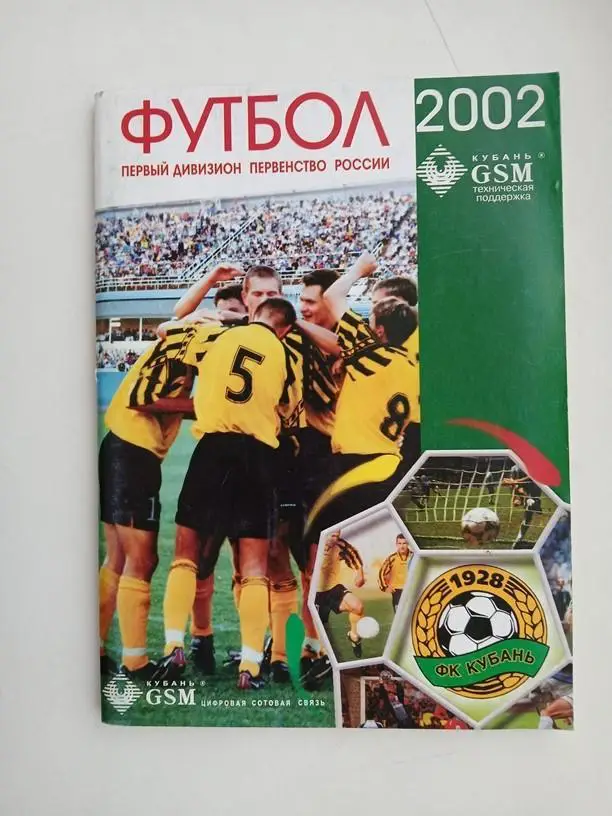 ФУТБОЛ
2002
ПЕРВЫЙ ДИВИЗИОН ПЕРВЕНСТВО РОССИИ
КУБАНЬ ®
GSM
техническая
поддержка
5
8
1
1928
ФК КУБАНЬ
КУБАНЬ ®
GSM ЦИФРОВАЯ СОТОВАЯ СВЯЗЬ